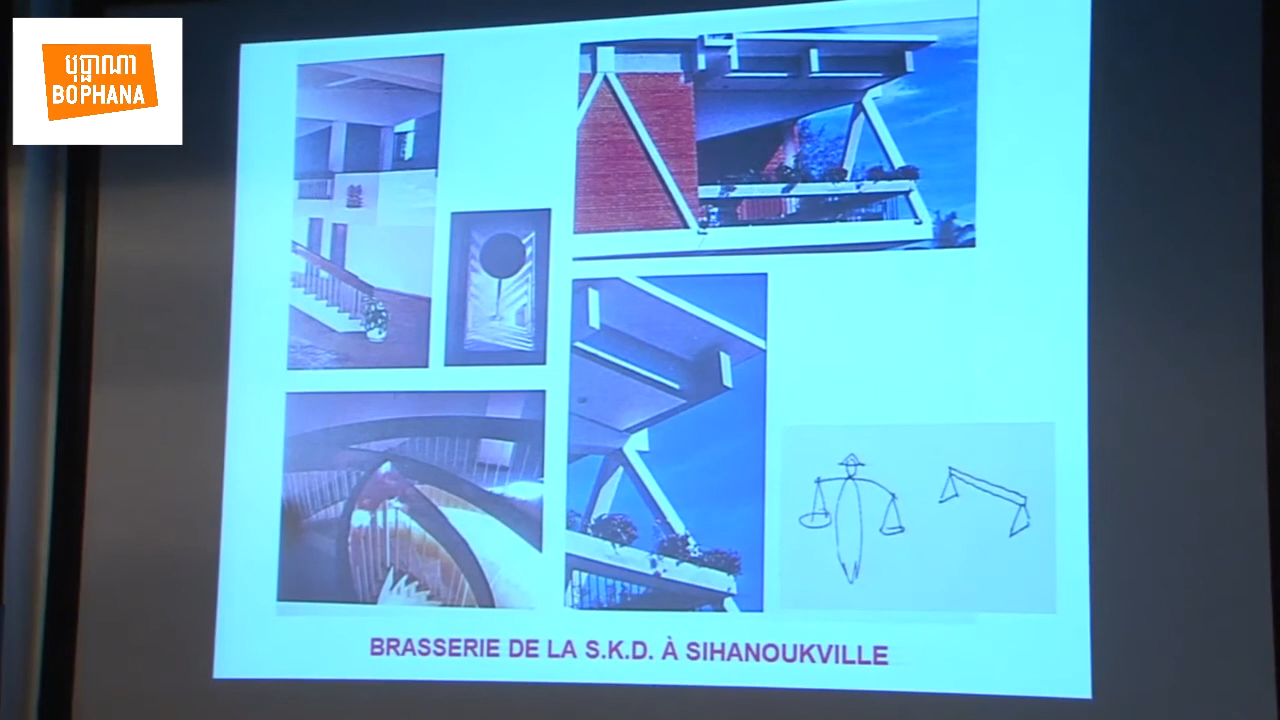 បុប្ផាណា
BOPHANA
BRASSERIE DE LA S.K.D. À SIHANOUKVILLE